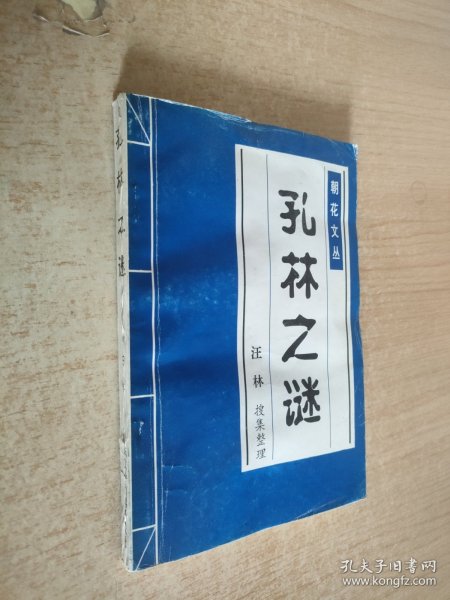 朝花文丛
孔林之谜
汪林 搜集整理
孔林之谜
孔夫子旧书网
www.kongfz.com